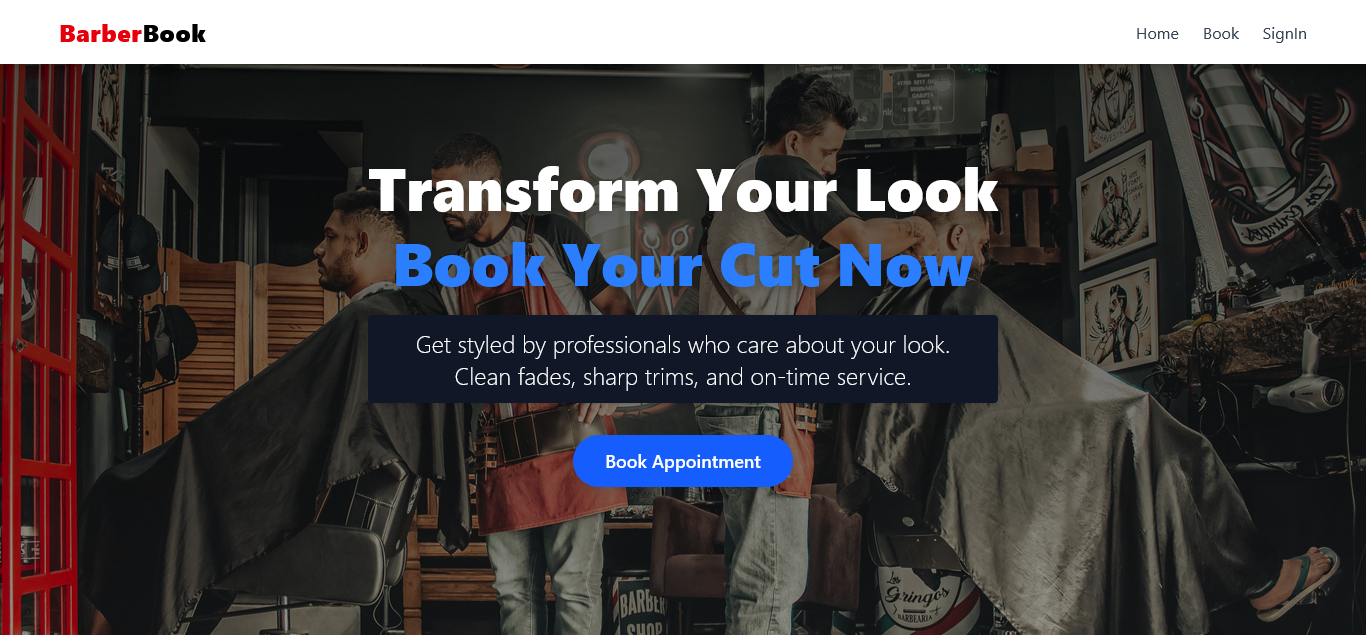 BarberBook
Home Book SignIn
Transform Your Look
Book Your Cut Now
Get styled by professionals who care about your look.
Clean fades, sharp trims, and on-time service.
Book Appointment
BARBER
SHOP
Los
Gringos
BARBEARIA